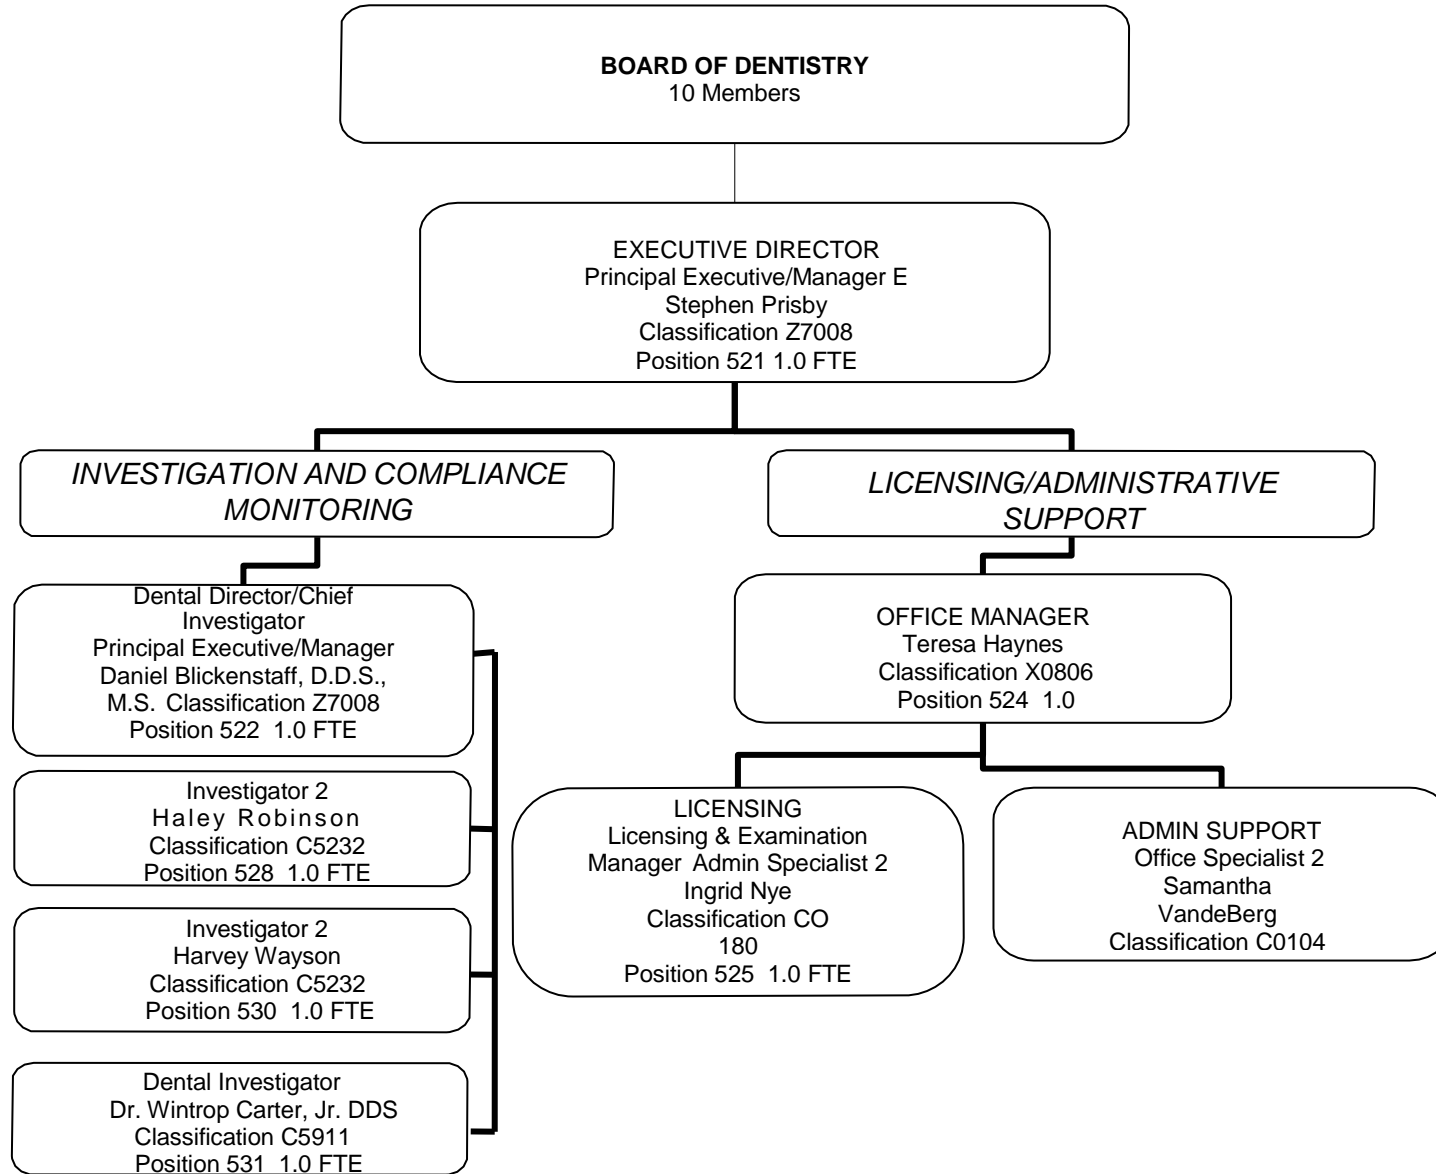 BOARD OF DENTISTRY
10 Members
EXECUTIVE DIRECTOR
Principal Executive/Manager E
Stephen Prisby
Classification Z7008
Position 521 1.0 FTE
INVESTIGATION AND COMPLIANCE
MONITORING
LICENSING/ADMINISTRATIVE
SUPPORT
Dental Director/Chief
Investigator
Principal Executive/Manager
Daniel Blickenstaff, D.D.S.,
M.S. Classification Z7008
Position 522 1.0 FTE
Investigator 2
Haley Robinson
Classification C5232
Position 528 1.0 FTE
Investigator 2
Harvey Wayson
Classification C5232
Position 530 1.0 FTE
Dental Investigator
Dr. Wintrop Carter, Jr. DDS
Classification C5911
Position 531 1.0 FTE
OFFICE MANAGER
Teresa Haynes
Classification X0806
Position 524 1.0
LICENSING
Licensing & Examination
Manager Admin Specialist 2
Ingrid Nye
Classification CO
180
Position 525 1.0 FTE
ADMIN SUPPORT
Office Specialist 2
Samantha
VandeBerg
Classification C0104